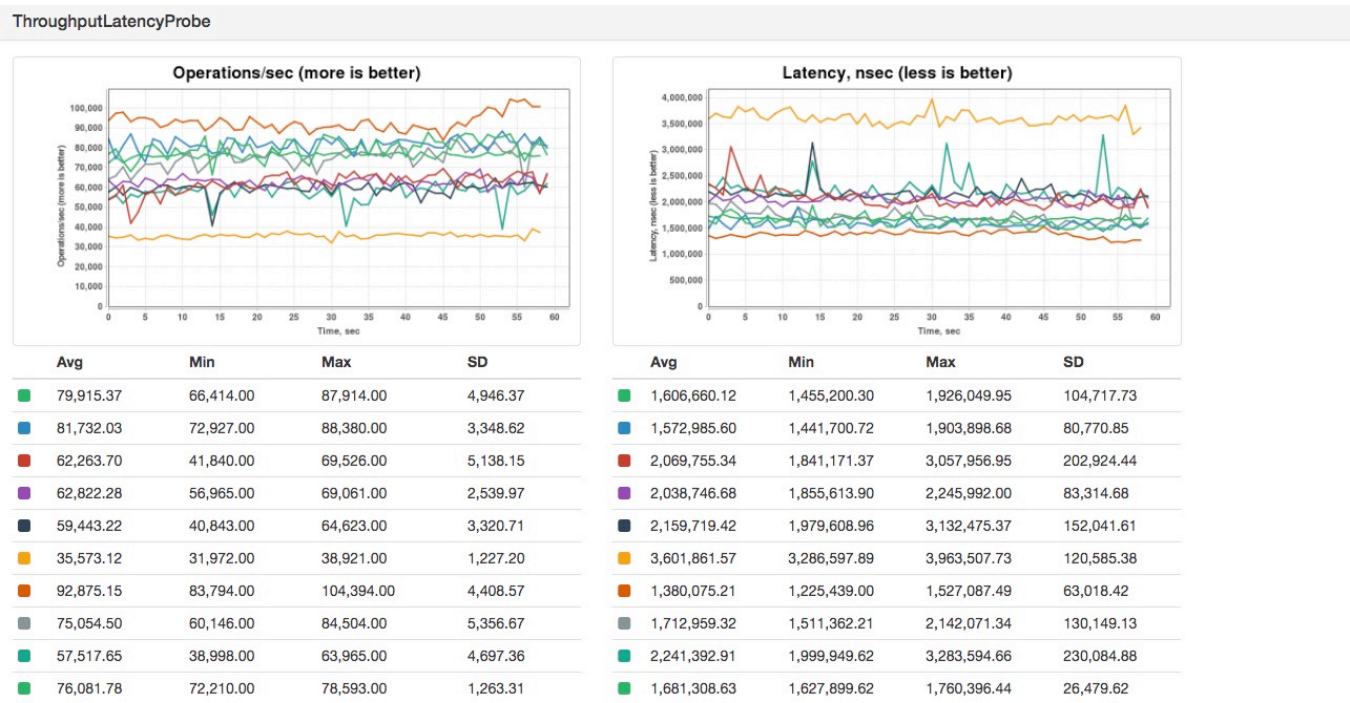 ThroughputLatencyProbe
Operations/sec (more is better)
Operations/sec (more is better)
100,000
90,000
80,000
70,000
60,000
50,000
40,000
30,000
20,000
10,000
0
0 5 10 15 20 25 30 35 40 45 50 55 60
Time, sec
Latency, nsec (less is better)
Latency, nsec (less is better)
4,000,000
3,500,000
3,000,000
2,500,000
2,000,000
1,500,000
1,000,000
500,000
0
0 5 10 15 20 25 30 35 40 45 50 55 60
Time, sec
Avg Min Max SD
79,915.37 66,414.00 87,914.00 4,946.37
81,732.03 72,927.00 88,380.00 3,348.62
62,263.70 41,840.00 69,526.00 5,138.15
62,822.28 56,965.00 69,061.00 2,539.97
59,443.22 40,843.00 64,623.00 3,320.71
35,573.12 31,972.00 38,921.00 1,227.20
92,875.15 83,794.00 104,394.00 4,408.57
75,054.50 60,146.00 84,504.00 5,356.67
57,517.65 38,998.00 63,965.00 4,697.36
76,081.78 72,210.00 78,593.00 1,263.31
Avg Min Max SD
1,606,660.12 1,455,200.30 1,926,049.95 104,717.73
1,572,985.60 1,441,700.72 1,903,898.68 80,770.85
2,069,755.34 1,841,171.37 3,057,956.95 202,924.44
2,038,746.68 1,855,613.90 2,245,992.00 83,314.68
2,159,719.42 1,979,608.96 3,132,475.37 152,041.61
3,601,861.57 3,286,597.89 3,963,507.73 120,585.38
1,380,075.21 1,225,439.00 1,527,087.49 63,018.42
1,712,959.32 1,511,362.21 2,142,071.34 130,149.13
2,241,392.91 1,999,949.62 3,283,594.66 230,084.88
1,681,308.63 1,627,899.62 1,760,396.44 26,479.62